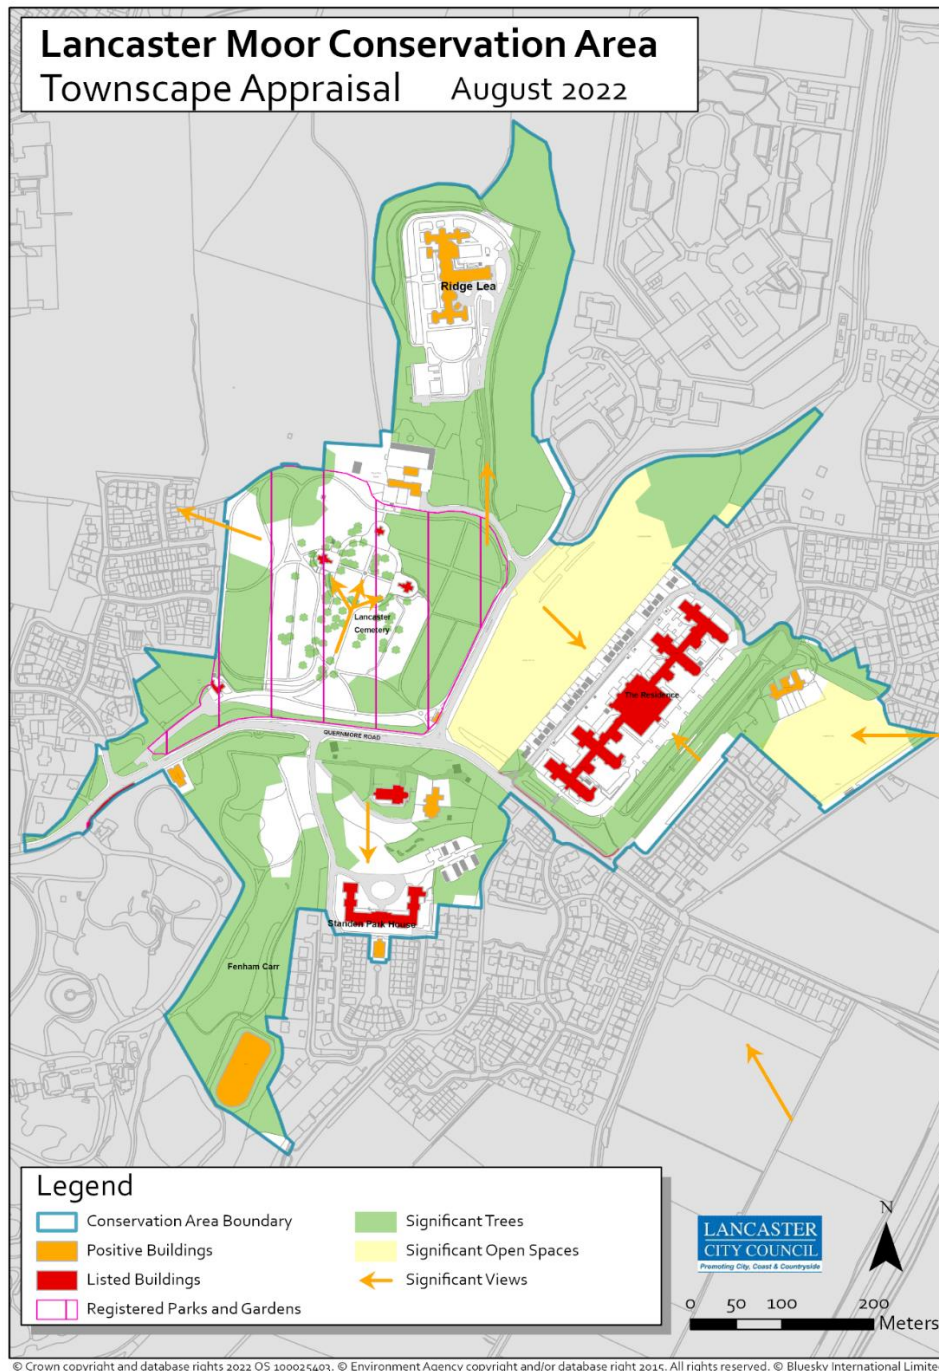 Lancaster Moor Conservation Area
Townscape Appraisal August 2022
Ridge Lea
Lancaster
Cemetery
The Residence
QUERNMORE ROAD
Standen Park House
Fenham Carr
Legend
Conservation Area Boundary
Positive Buildings
Listed Buildings
Registered Parks and Gardens
Significant Trees
Significant Open Spaces
Significant Views
LANCASTER
CITY COUNCIL
Promoting City, Coast & Countryside
N
0 50 100 200
Meters
© Crown copyright and database rights 2022 OS 100025403. © Environment Agency copyright and/or database right 2015. All rights reserved. © Bluesky International Limite